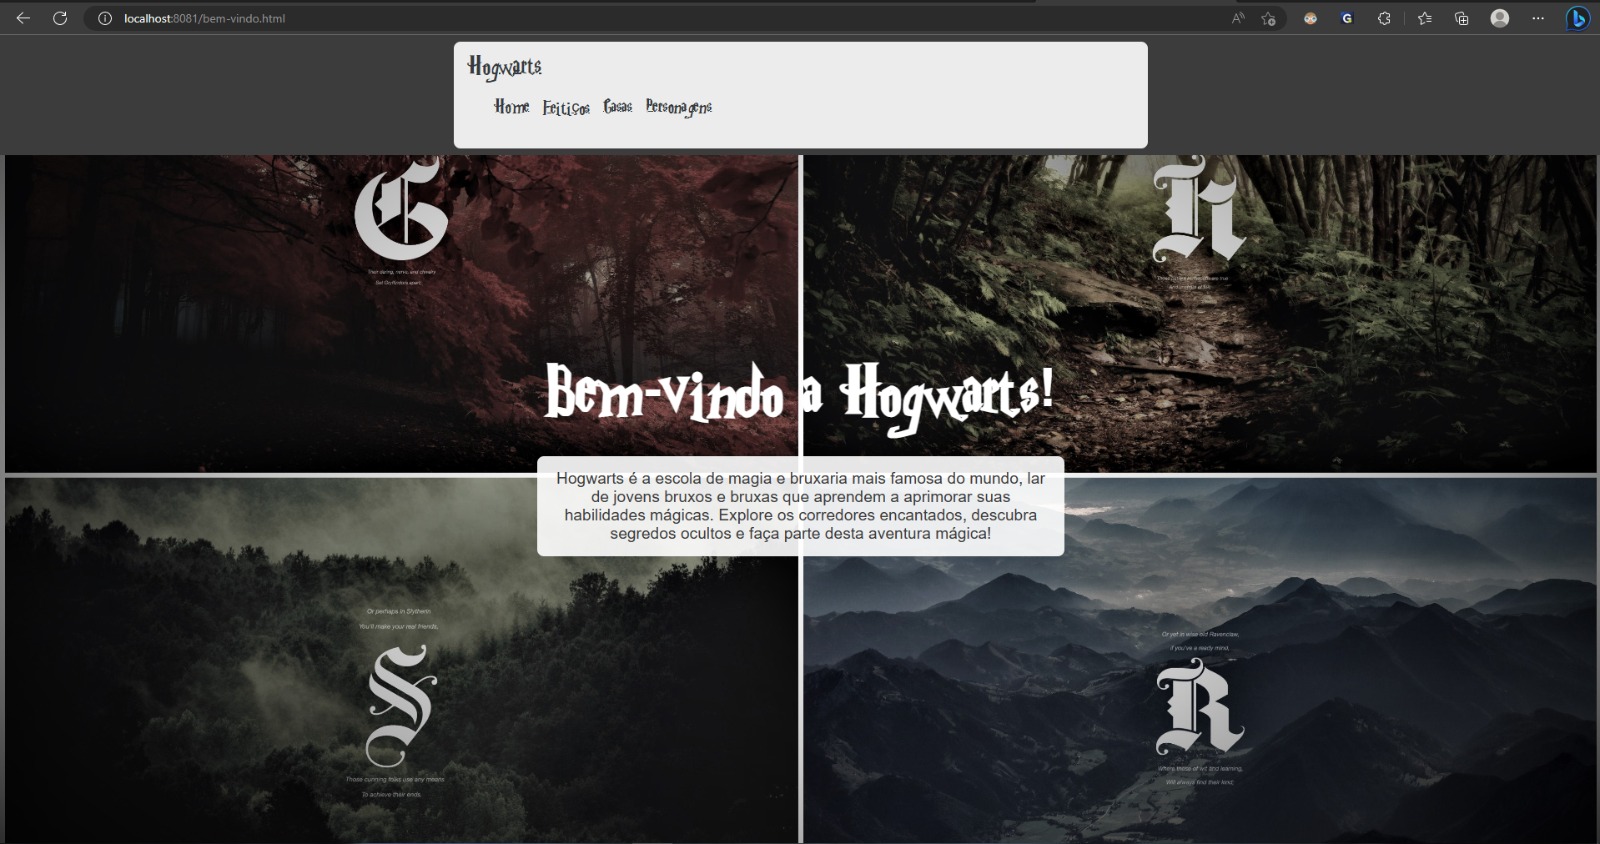 localhost:8081/bem-vindo.html
Hogwarts
Home Feitiços Casas Personagens
G
H
Their daring, nerve, and chivalry
Set Gryffindors apart.
Bem-vindo a Hogwarts!
Hogwarts é a escola de magia e bruxaria mais famosa do mundo, lar
de jovens bruxos e bruxas que aprendem a aprimorar suas
habilidades mágicas. Explore os corredores encantados, descubra
segredos ocultos e faça parte desta aventura mágica!
Or perhaps in Slytherin
You'll make your real friends,
S
Those cunning folks use any means
To achieve their ends.
Or yet in wise old Ravenclaw,
if you've a ready mind,
R
Where those of wit and learning,
Will always find their kind;